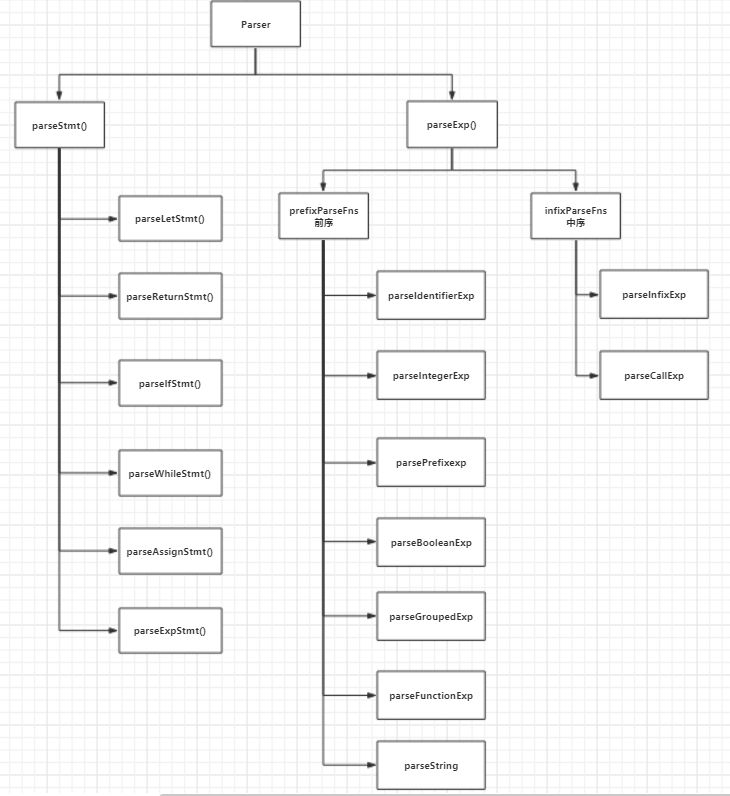 Parser
parseStmt()
parseExp()
parseLetStmt()
parseReturnStmt()
parseIfStmt()
parseWhileStmt()
parseAssignStmt()
parseExpStmt()
prefixParseFns
前序
parseIdentifierExp
parseIntegerExp
parsePrefixexp
parseBooleanExp
parseGroupedExp
parseFunctionExp
parseString
infixParseFns
中序
parseInfixExp
parseCallExp